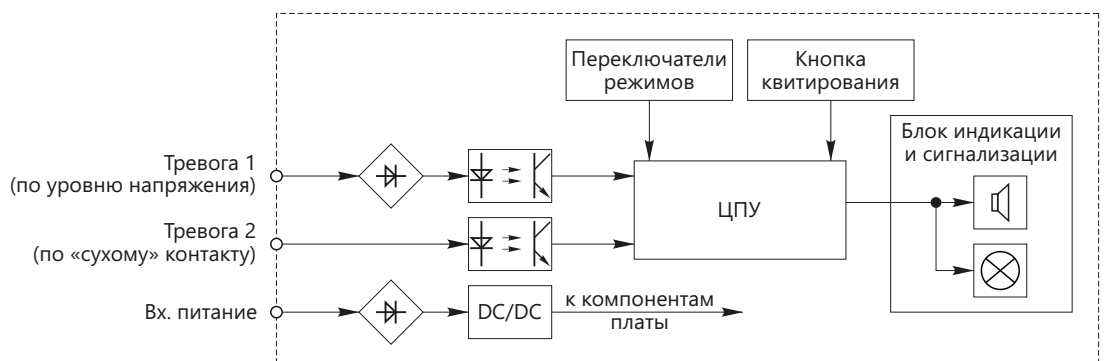 Переключатели
режимов
Кнопка
квитирования
Блок индикации
и сигнализации
Тревога 1
(по уровню напряжения)
ЦПУ
Тревога 2
(по «сухому» контакту)
Вх. питание
DC/DC
к компонентам
платы